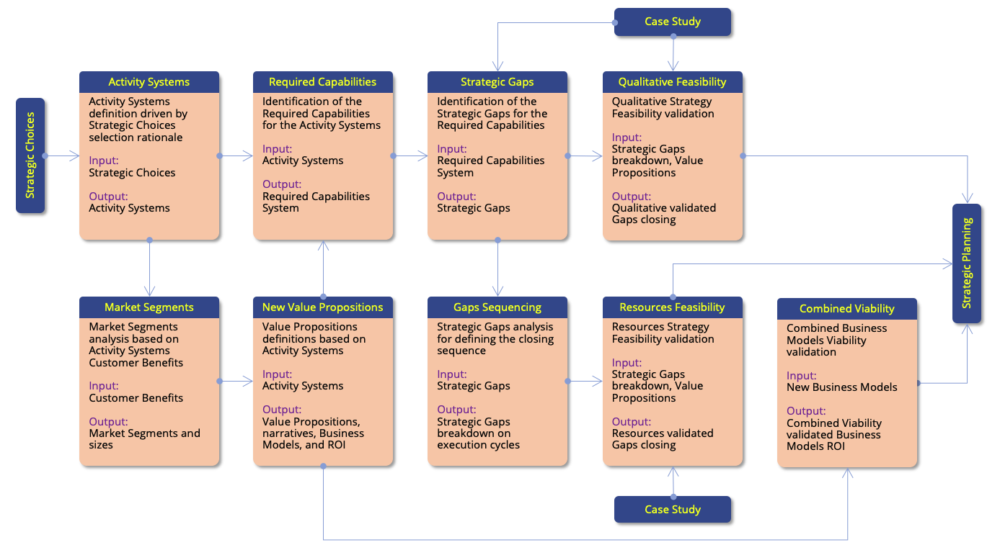 Case Study
Strategic Choices
Activity Systems
Activity Systems
definition driven by
Strategic Choices
selection rationale
Input:
Strategic Choices
Output:
Activity Systems
Required Capabilities
Identification of the
Required Capabilities
for the Activity Systems
Input:
Activity Systems
Output:
Required Capabilities
System
Strategic Gaps
Identification of the
Strategic Gaps for the
Required Capabilities
Input:
Required Capabilities
System
Output:
Strategic Gaps
Qualitative Feasibility
Qualitative Strategy
Feasibility validation
Input:
Strategic Gaps
breakdown, Value
Propositions
Output:
Qualitative validated
Gaps closing
Strategic Planning
Market Segments
Market Segments
analysis based on
Activity Systems
Customer Benefits
Input:
Customer Benefits
Output:
Market Segments and
sizes
New Value Propositions
Value Propositions
definitions based on
Activity Systems
Input:
Activity Systems
Output:
Value Propositions,
narratives, Business
Models, and ROI
Gaps Sequencing
Strategic Gaps analysis
for defining the closing
sequence
Input:
Strategic Gaps
Output:
Strategic Gaps
breakdown on
execution cycles
Resources Feasibility
Resources Strategy
Feasibility validation
Input:
Strategic Gaps
breakdown, Value
Propositions
Output:
Resources validated
Gaps closing
Combined Viability
Combined Business
Models Viability
validation
Input:
New Business Models
Output:
Combined Viability
validated Business
Models ROI
Case Study